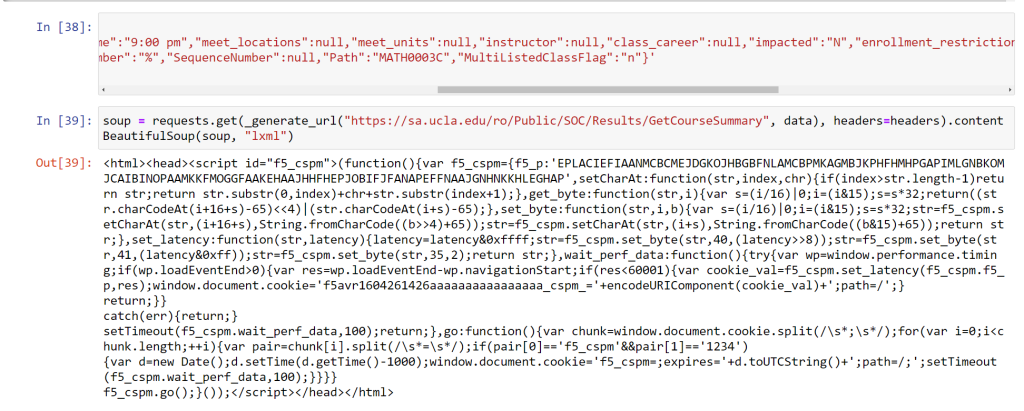 In [38]:
me":"9:00 pm","meet_locations":null,"meet_units":null,"instructor":null,"class_career":null,"impacted":"N","enrollment_restriction
mber":"%","SequenceNumber":null,"Path":"MATH0003C","MultiListedClassFlag":"n"}'
In [39]: soup = requests.get(_generate_url("https://sa.ucla.edu/ro/Public/SOC/Results/GetCourseSummary", data), headers=headers).content
BeautifulSoup(soup, "lxml")
Out[39]: <html><head><script id="f5_cspm">(function(){var f5_cspm={f5_p:'EPLACIEFIAANMCBCMEJDGKOJHBGBFNLAMCBPMKAGMBJKPHFHMHPGAPIMLGNBKOM
JCAIBINOPAAMKKFMOGGFAAKEHAAJHHFHEPJOBIFJFANAPEFFNAAJGNHNKKHLEGHAP',setCharAt:function(str,index,chr){if(index>str.length-1)retu
rn str;return str.substr(0,index)+chr+str.substr(index+1);},get_byte:function(str,i){var s=(i/16)|0;i=(i&15);s=s*32;return((st
r.charCodeAt(i+16+s)-65)<<4)|(str.charCodeAt(i+s)-65);},set_byte:function(str,i,b){var s=(i/16)|0;i=(i&15);s=s*32;str=f5_cspm.s
etCharAt(str,(i+16+s),String.fromCharCode((b>>4)+65));str=f5_cspm.setCharAt(str,(i+s),String.fromCharCode((b&15)+65));return st
r;},set_latency:function(str,latency){latency=latency&0xffff;str=f5_cspm.set_byte(str,40,(latency>>8));str=f5_cspm.set_byte(st
r,41,(latency&0xff));str=f5_cspm.set_byte(str,35,2);return str;},wait_perf_data:function(){try{var wp=window.performance.timin
g;if(wp.loadEventEnd>0){var res=wp.loadEventEnd-wp.navigationStart;if(res<60001){var cookie_val=f5_cspm.set_latency(f5_cspm.f5_
p,res);window.document.cookie='f5avr1604261426aaaaaaaaaaaaaaaa_cspm_='+encodeURIComponent(cookie_val)+';path=/';}
return;}}
catch(err){return;}
setTimeout(f5_cspm.wait_perf_data,100);return;},go:function(){var chunk=window.document.cookie.split(/\s*;\s*/);for(var i=0;i<c
hunk.length;++i){var pair=chunk[i].split(/\s*=\s*/);if(pair[0]=='f5_cspm'&&pair[1]=='1234')
{var d=new Date();d.setTime(d.getTime()-1000);window.document.cookie='f5_cspm=;expires='+d.toUTCString()+';path=/;';setTimeout
(f5_cspm.wait_perf_data,100);}}}}
f5_cspm.go();}());</script></head></html>